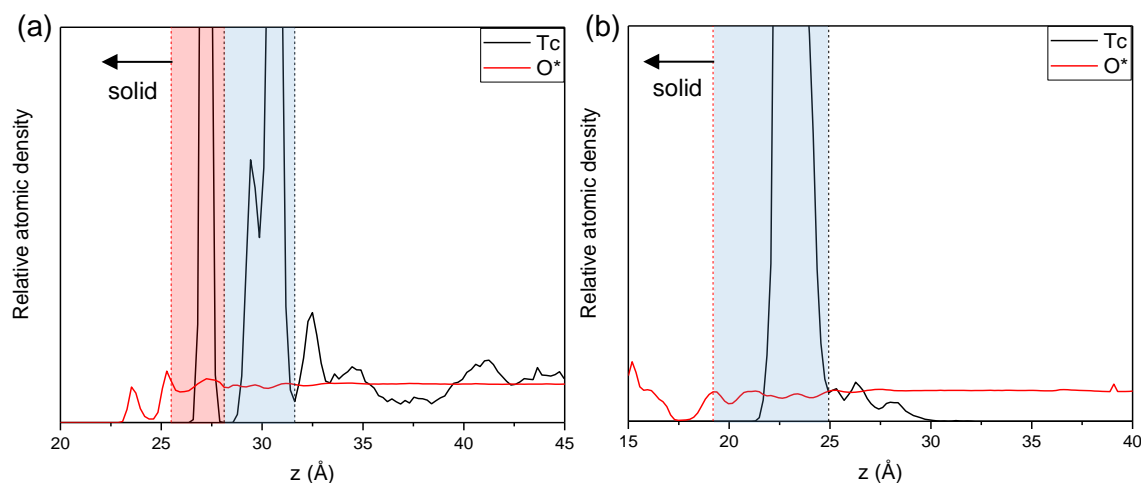 (a)
Tc
O*
solid
Relative atomic density
20 25 30 35 40 45
z (Å)
(b)
Tc
O*
solid
Relative atomic density
15 20 25 30 35 40
z (Å)